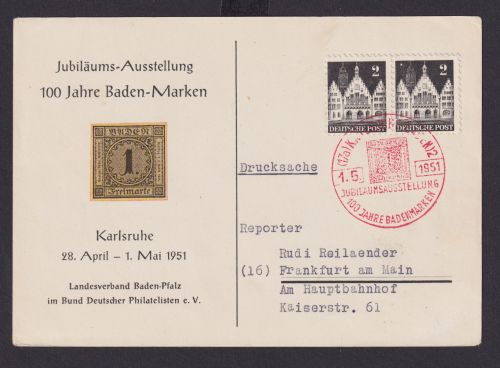 Jubiläums-Ausstellung
100 Jahre Baden-Marken
BADEN
1
Freimarke
Karlsruhe
28. April – 1. Mai 1951
Landesverband Baden-Pfalz
im Bund Deutscher Philatelisten e. V.
2 2
DEUTSCHE POST DEUTSCHE POST
1.5. 1951
JUBILÄUMSAUSSTELLUNG
100 JAHRE BADENMARKEN
Drucksache
Reporter
Rudi Reilaender
(16) Frankfurt am Main
Am Hauptbahnhof
Kaiserstr. 61